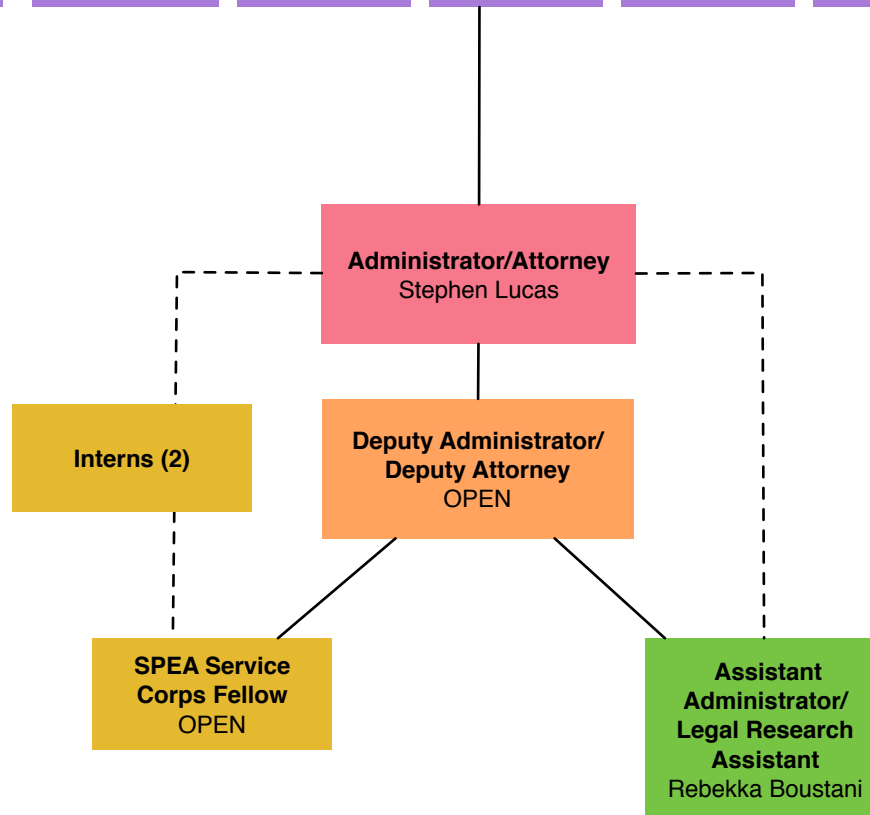 Administrator/Attorney
Stephen Lucas
Interns (2)
Deputy Administrator/
Deputy Attorney
OPEN
SPEA Service
Corps Fellow
OPEN
Assistant
Administrator/
Legal Research
Assistant
Rebekka Boustani